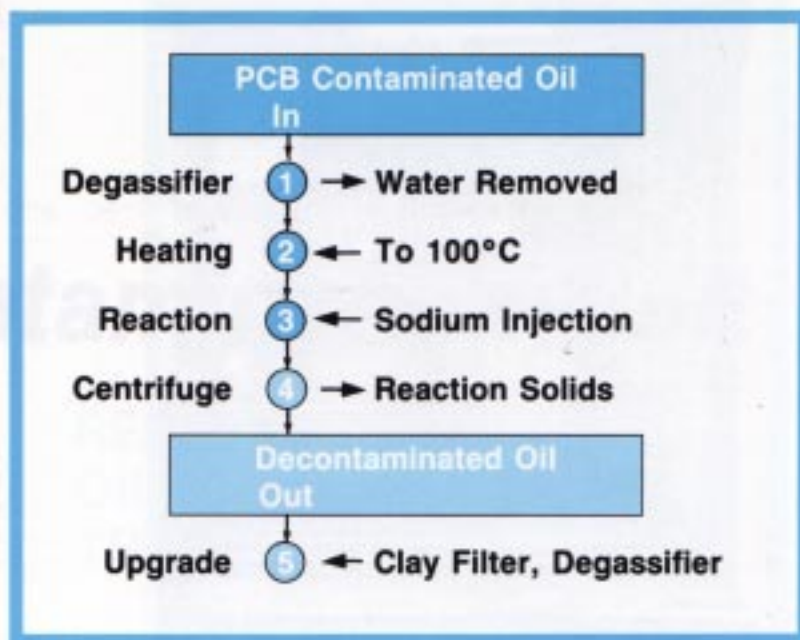 PCB Contaminated Oil
In
Degassifier 1 Water Removed
Heating 2 To 100°C
Reaction 3 Sodium Injection
Centrifuge 4 Reaction Solids
Decontaminated Oil
Out
Upgrade 5 Clay Filter, Degassifier